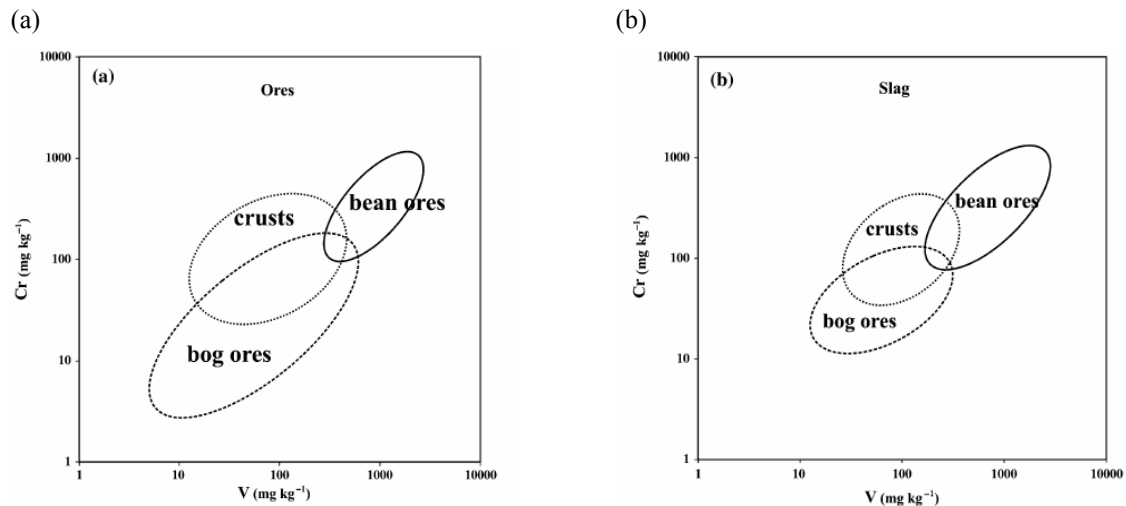 (a)
(b)
(a)
Ores
Cr (mg kg⁻¹)
10000
1000
100
10
1
crusts
bean ores
bog ores
1
10
100
1000
10000
V (mg kg⁻¹)
(b)
Slag
Cr (mg kg⁻¹)
10000
1000
100
10
1
bean ores
crusts
bog ores
1
10
100
1000
10000
V (mg kg⁻¹)